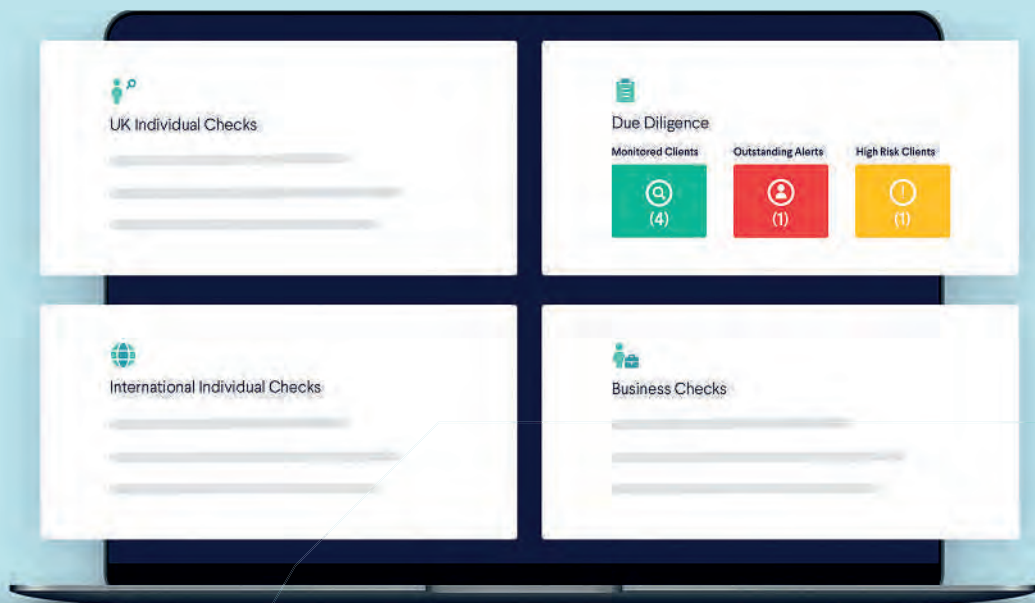 UK Individual Checks
Due Diligence
Monitored Clients Outstanding Alerts High Risk Clients
(4) (1) (1)
International Individual Checks
Business Checks